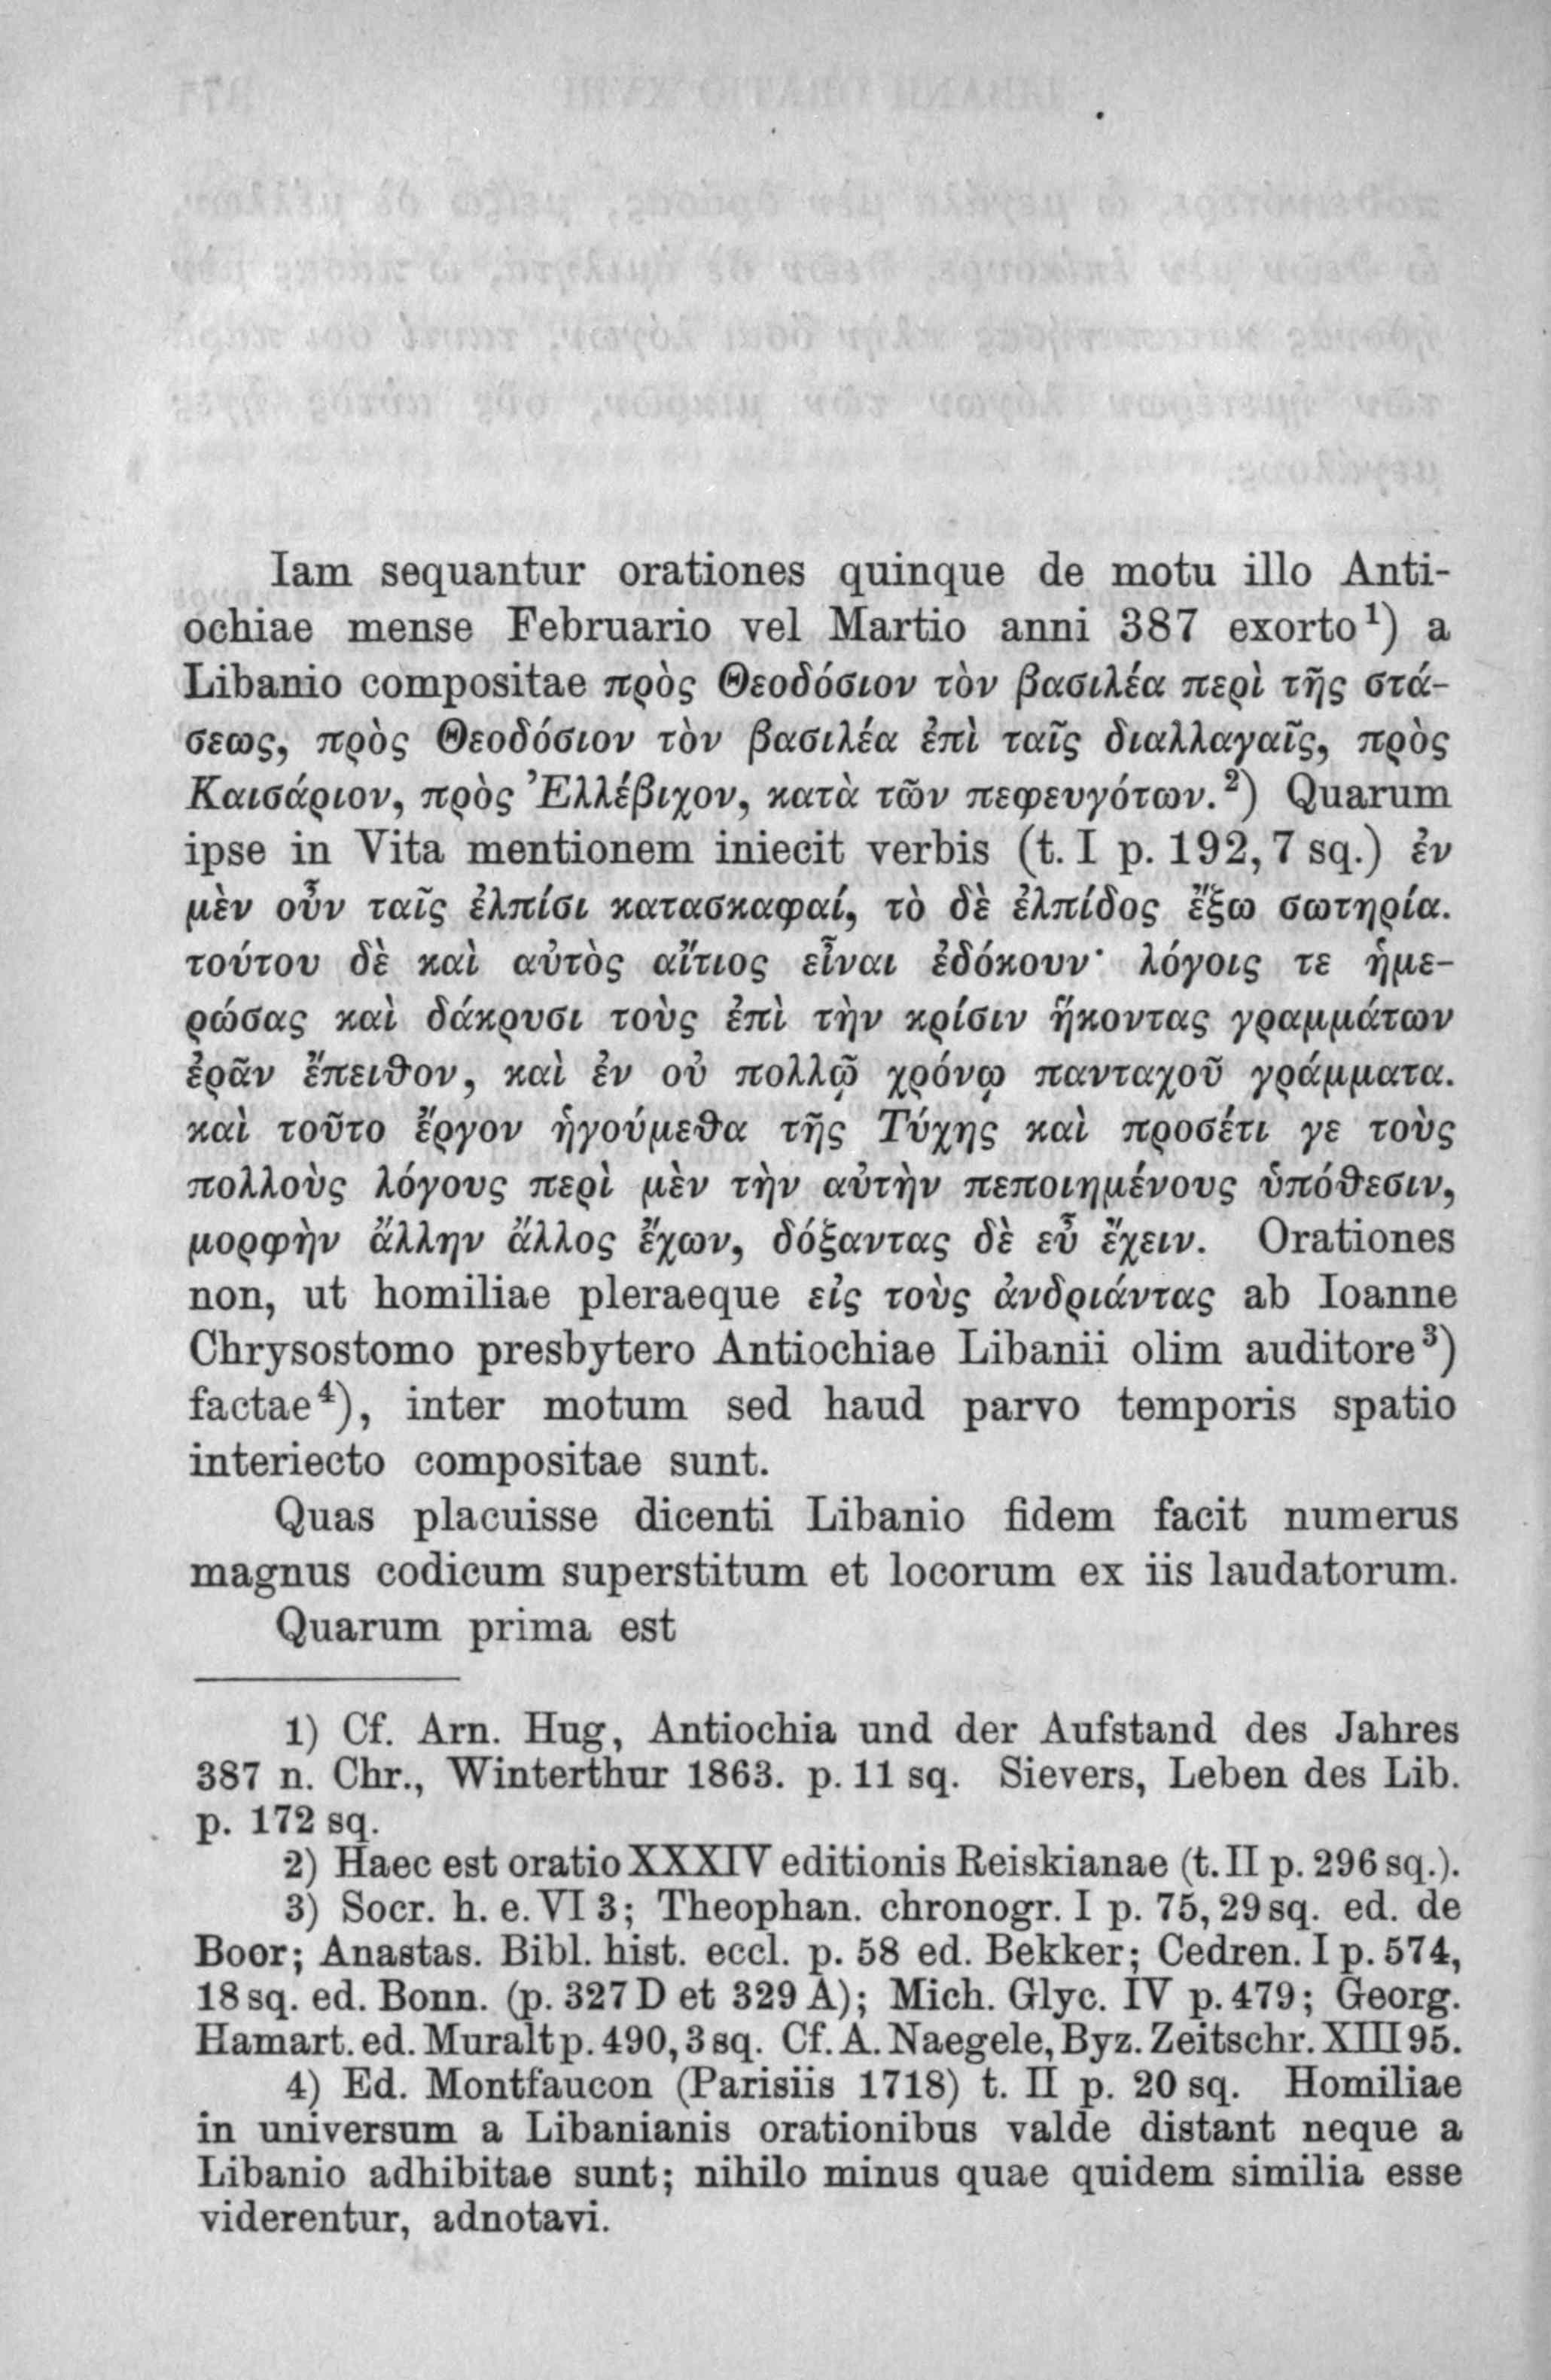 Iam sequantur orationes quinque de motu illo Anti-
ochiae mense Februario vel Martio anni 387 exorto¹) a
Libanio compositae πρὸς Θεοδόσιον τὸν βασιλέα περὶ τῆς στά-
σεως, πρὸς Θεοδόσιον τὸν βασιλέα ἐπὶ ταῖς διαλλαγαῖς, πρὸς
Καισάριον, πρὸς Ἐλλέβιχον, κατὰ τῶν πεφευγότων.²) Quarum
ipse in Vita mentionem iniecit verbis (t. I p. 192, 7 sq.) ἐν
μὲν οὖν ταῖς ἐλπίσι κατασκαφαί, τὸ δὲ ἐλπίδος ἔξω σωτηρία.
τούτου δὲ καὶ αὐτὸς αἴτιος εἶναι ἐδόκουν· λόγοις τε ἡμε-
ρώσας καὶ δάκρυσι τοὺς ἐπὶ τὴν κρίσιν ἥκοντας γραμμάτων
ἐρᾶν ἔπειθον, καὶ ἐν οὐ πολλῷ χρόνῳ πανταχοῦ γράμματα.
καὶ τοῦτο ἔργον ἡγούμεθα τῆς Τύχης καὶ προσέτι γε τοὺς
πολλοὺς λόγους περὶ μὲν τὴν αὐτὴν πεποιημένους ὑπόθεσιν,
μορφὴν ἄλλην ἄλλος ἔχων, δόξαντας δὲ εὖ ἔχειν. Orationes
non, ut homiliae pleraeque εἰς τοὺς ἀνδριάντας ab Ioanne
Chrysostomo presbytero Antiochiae Libanii olim auditore³)
factae⁴), inter motum sed haud parvo temporis spatio
interiecto compositae sunt.
Quas placuisse dicenti Libanio fidem facit numerus
magnus codicum superstitum et locorum ex iis laudatorum.
Quarum prima est
1) Cf. Arn. Hug, Antiochia und der Aufstand des Jahres
387 n. Chr., Winterthur 1863. p. 11 sq. Sievers, Leben des Lib.
p. 172 sq.
2) Haec est oratio XXXIV editionis Reiskianae (t. II p. 296 sq.).
3) Socr. h. e. VI 3; Theophan. chronogr. I p. 75, 29 sq. ed. de
Boor; Anastas. Bibl. hist. eccl. p. 58 ed. Bekker; Cedren. I p. 574,
18 sq. ed. Bonn. (p. 327 D et 329 A); Mich. Glyc. IV p. 479; Georg.
Hamart. ed. Muralt p. 490, 3 sq. Cf. A. Naegele, Byz. Zeitschr. XIII 95.
4) Ed. Montfaucon (Parisiis 1718) t. II p. 20 sq. Homiliae
in universum a Libanianis orationibus valde distant neque a
Libanio adhibitae sunt; nihilo minus quae quidem similia esse
viderentur, adnotavi.